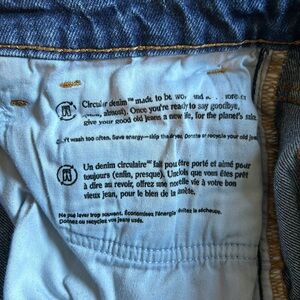 Circular denim™ made to be worn and
almost). Once you're ready to say goodbye,
give your good old jeans a new life, for the planet's sake.
Don't wash too often. Save energy—skip the dryer. Donate or recycle your old jeans.
Un denim circulaire™ fait pour être porté et aimé pour
toujours (enfin, presque). Une fois que vous êtes prêt
à dire au revoir, offrez une nouvelle vie à votre bon
vieux jean, pour le bien de la planète.
Ne pas laver trop souvent. Économisez l'énergie évitez la sécheuse.
Donnez ou recyclez vos jeans usés.